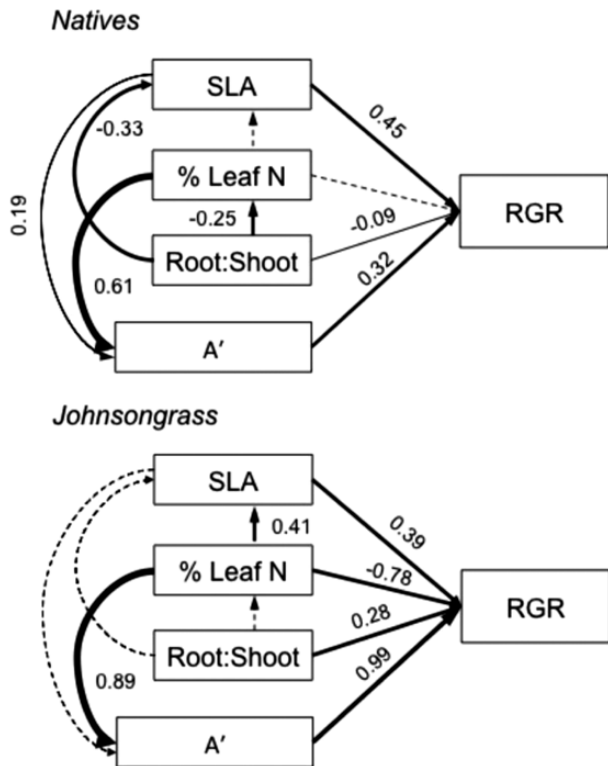 Natives
SLA
-0.33
0.45
% Leaf N
RGR
0.19
-0.25
-0.09
Root:Shoot
0.61
0.32
A′
Johnsongrass
SLA
0.41
0.39
% Leaf N
-0.78
RGR
0.28
Root:Shoot
0.89
0.99
A′